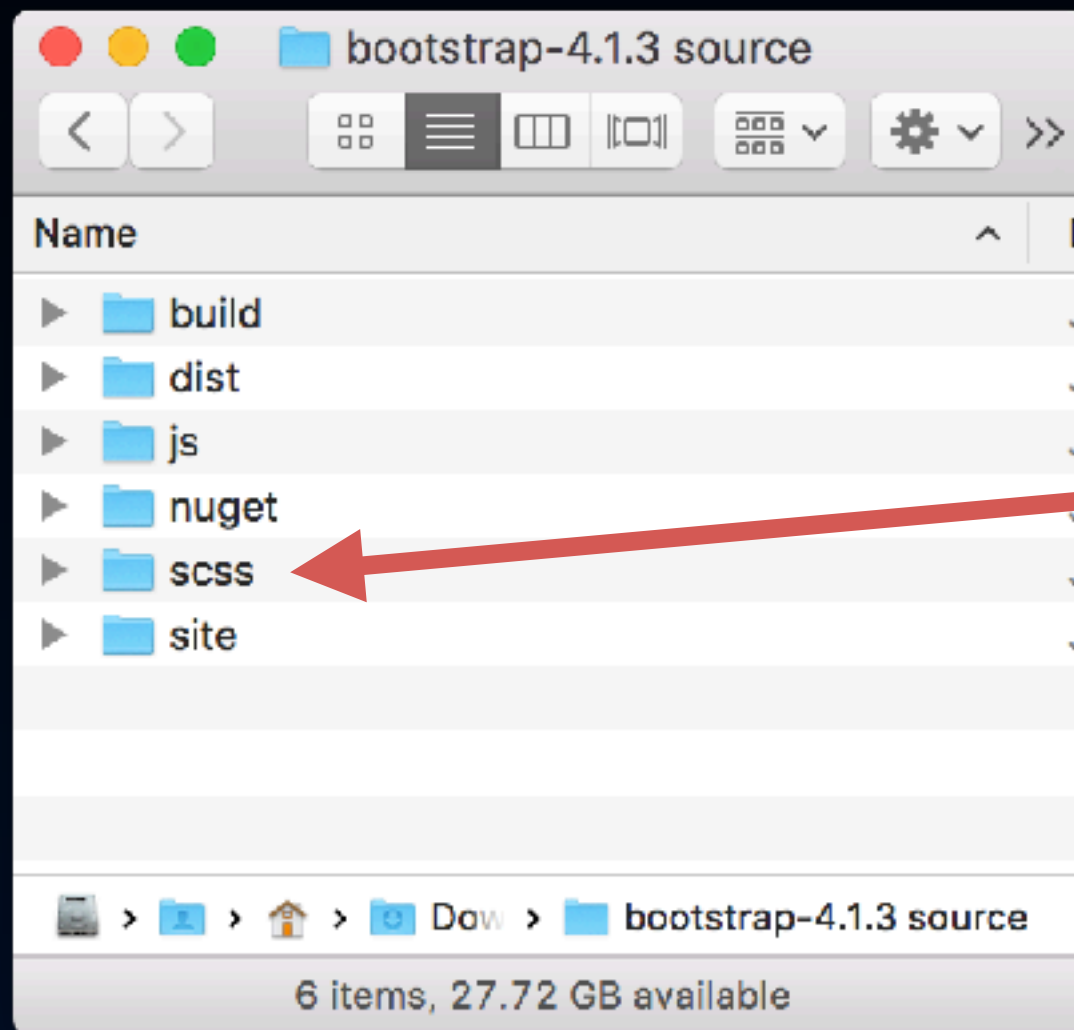 bootstrap-4.1.3 source
Name
build
dist
js
nuget
scss
site
Dow bootstrap-4.1.3 source
6 items, 27.72 GB available